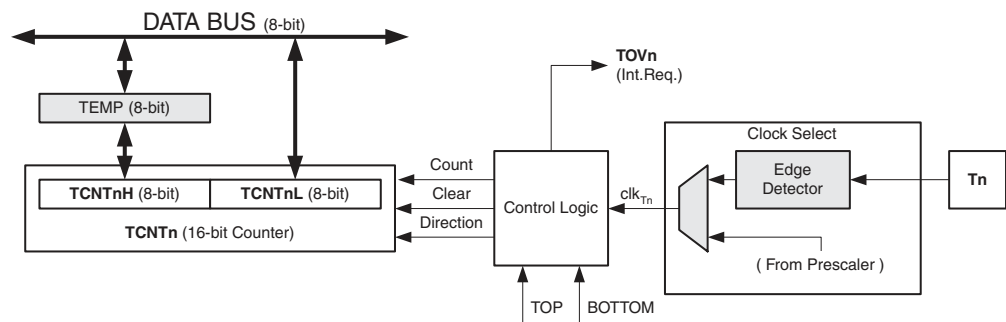 DATA BUS (8-bit)
TOVn
(Int.Req.)
TEMP (8-bit)
Clock Select
Count
Edge
Detector
Tn
TCNTnH (8-bit)
TCNTnL (8-bit)
Clear
Control Logic
clkTn
TCNTn (16-bit Counter)
Direction
( From Prescaler )
TOP
BOTTOM